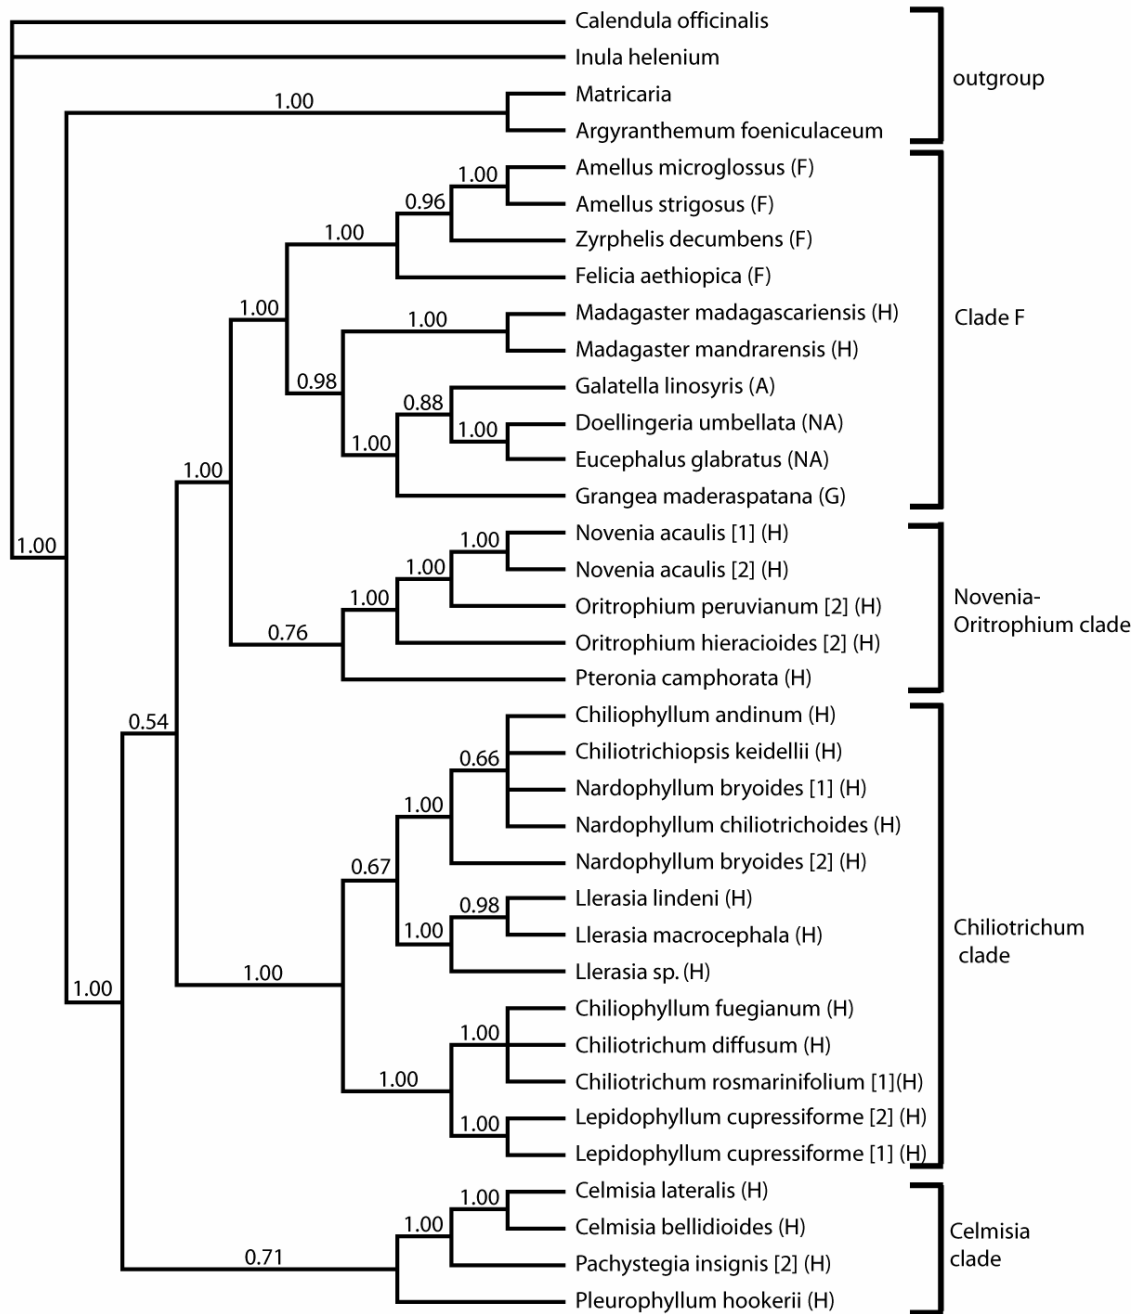 Calendula officinalis
Inula helenium
outgroup
Matricaria
1.00
Argyranthemum foeniculaceum
Amellus microglossus (F)
1.00
Amellus strigosus (F)
0.96
Zyrphelis decumbens (F)
1.00
Felicia aethiopica (F)
Madagaster madagascariensis (H)
1.00
Clade F
1.00
Madagaster mandrarensis (H)
0.98
Galatella linosyris (A)
0.88
Doellingeria umbellata (NA)
1.00
1.00
Eucephalus glabratus (NA)
1.00
Grangea maderaspatana (G)
Novenia acaulis [1] (H)
1.00
1.00
Novenia acaulis [2] (H)
1.00
Oritrophium peruvianum [2] (H)
1.00
Novenia-
Oritrophium clade
0.76
Oritrophium hieracioides [2] (H)
Pteronia camphorata (H)
Chiliophyllum andinum (H)
0.54
Chiliotrichiopsis keidellii (H)
0.66
Nardophyllum bryoides [1] (H)
1.00
Nardophyllum chiliotrichoides (H)
Nardophyllum bryoides [2] (H)
0.67
Llerasia lindeni (H)
0.98
Llerasia macrocephala (H)
1.00
Chiliotrichum
clade
Llerasia sp. (H)
1.00
1.00
Chiliophyllum fuegianum (H)
1.00
Chiliotrichum diffusum (H)
Chiliotrichum rosmarinifolium [1](H)
1.00
Lepidophyllum cupressiforme [2] (H)
1.00
Lepidophyllum cupressiforme [1] (H)
Celmisia lateralis (H)
1.00
Celmisia bellidioides (H)
1.00
Celmisia
clade
0.71
Pachystegia insignis [2] (H)
Pleurophyllum hookerii (H)